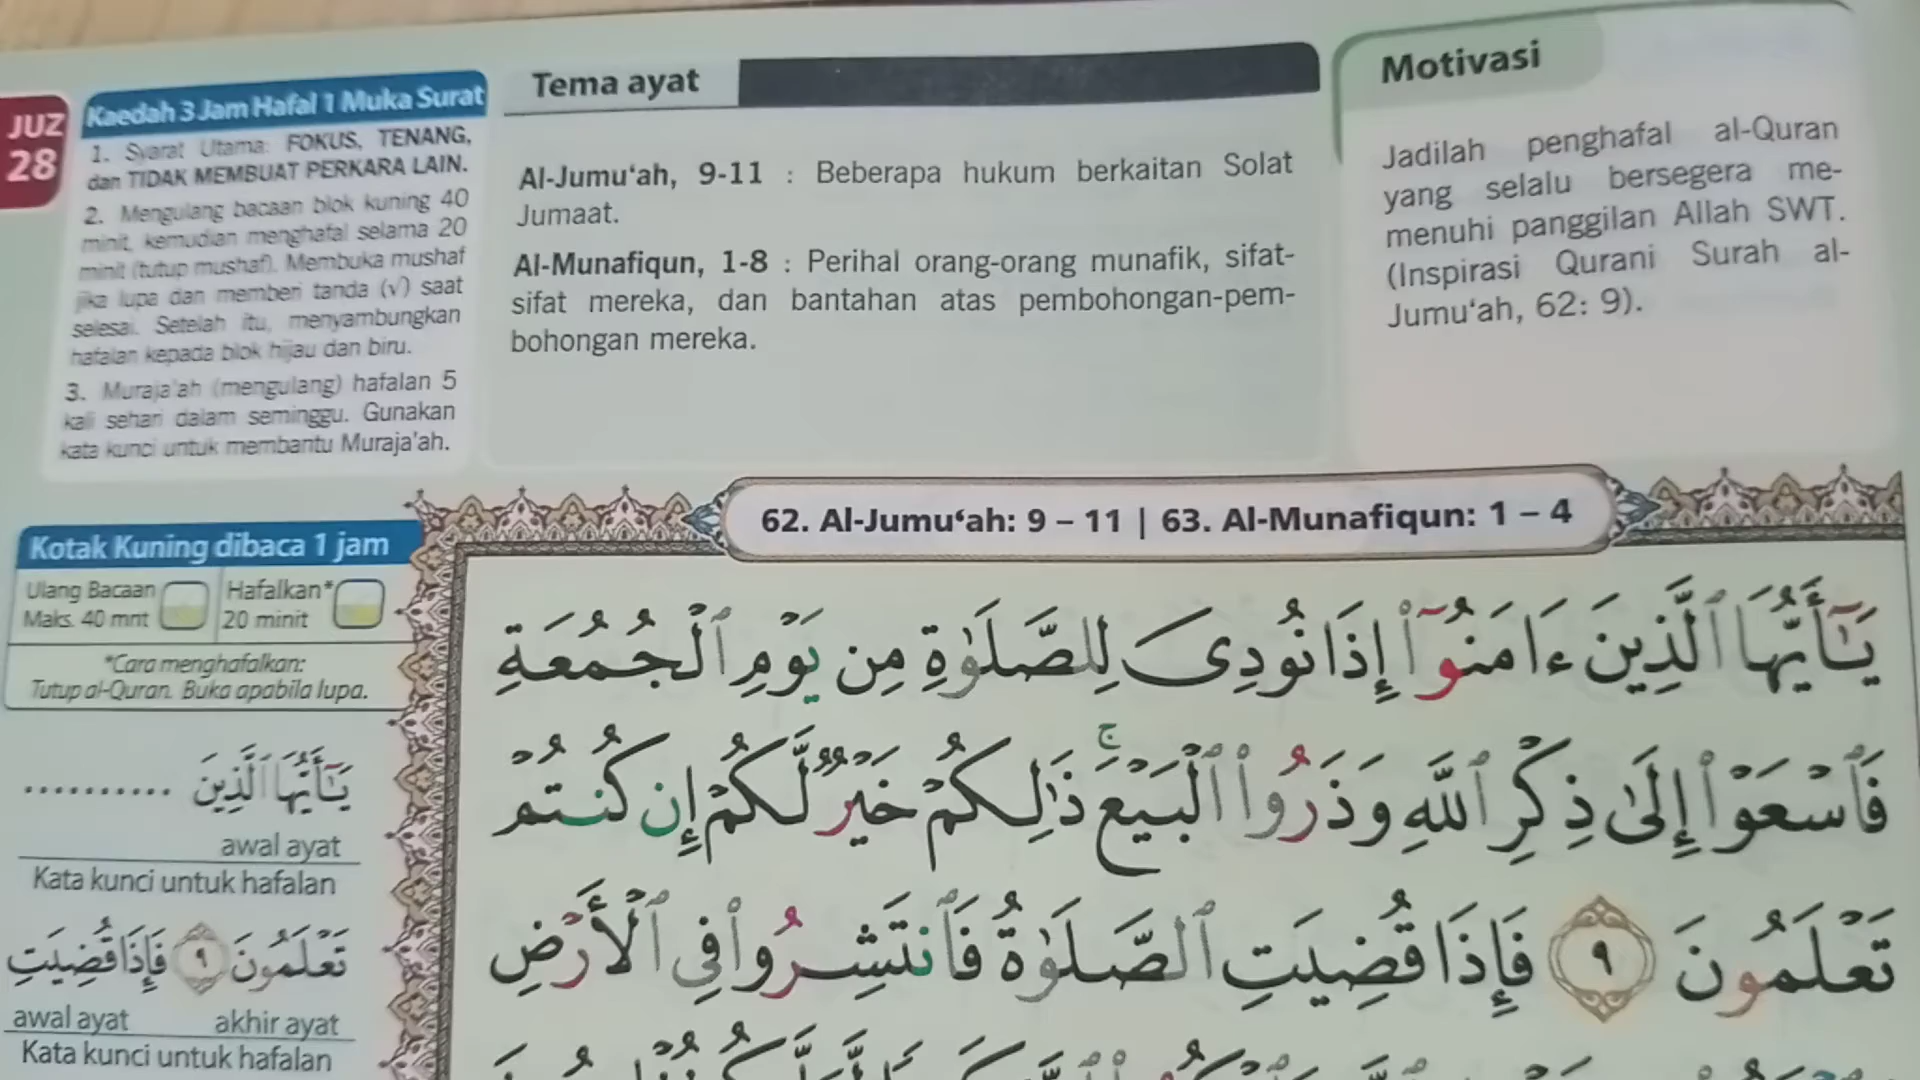 JUZ
28
Kaedah 3 Jam Hafal 1 Muka Surat
1. Syarat Utama: FOKUS, TENANG,
dan TIDAK MEMBUAT PERKARA LAIN.
2. Mengulang bacaan blok kuning 40
minit, kemudian menghafal selama 20
minit (tutup mushaf). Membuka mushaf
jika lupa dan memberi tanda (√) saat
selesai. Setelah itu, menyambungkan
hafalan kepada blok hijau dan biru.
3. Muraja'ah (mengulang) hafalan 5
kali sehari dalam seminggu. Gunakan
kata kunci untuk membantu Muraja'ah.
Tema ayat
Al-Jumu‘ah, 9-11 : Beberapa hukum berkaitan Solat
Jumaat.
Al-Munafiqun, 1-8 : Perihal orang-orang munafik, sifat-
sifat mereka, dan bantahan atas pembohongan-pem-
bohongan mereka.
Motivasi
Jadilah penghafal al-Quran
yang selalu bersegera me-
menuhi panggilan Allah SWT.
(Inspirasi Qurani Surah al-
Jumu‘ah, 62: 9).
62. Al-Jumu‘ah: 9 – 11 | 63. Al-Munafiqun: 1 – 4
Kotak Kuning dibaca 1 jam
Ulang Bacaan
Maks. 40 mnt
Hafalkan*
20 minit
*Cara menghafalkan:
Tutup al-Quran. Buka apabila lupa.
يَـٰٓأَيُّهَا ٱلَّذِينَ ..........
awal ayat
Kata kunci untuk hafalan
تَعْلَمُونَ ٩ فَإِذَا قُضِيَتِ
awal ayat akhir ayat
Kata kunci untuk hafalan
يَـٰٓأَيُّهَا ٱلَّذِينَ ءَامَنُوٓا۟ إِذَا نُودِىَ لِلصَّلَوٰةِ مِن يَوْمِ ٱلْجُمُعَةِ
فَٱسْعَوْا۟ إِلَىٰ ذِكْرِ ٱللَّهِ وَذَرُوا۟ ٱلْبَيْعَ ۚ ذَٰلِكُمْ خَيْرٌ لَّكُمْ إِن كُنتُمْ
تَعْلَمُونَ ٩ فَإِذَا قُضِيَتِ ٱلصَّلَوٰةُ فَٱنتَشِرُوا۟ فِى ٱلْأَرْضِ